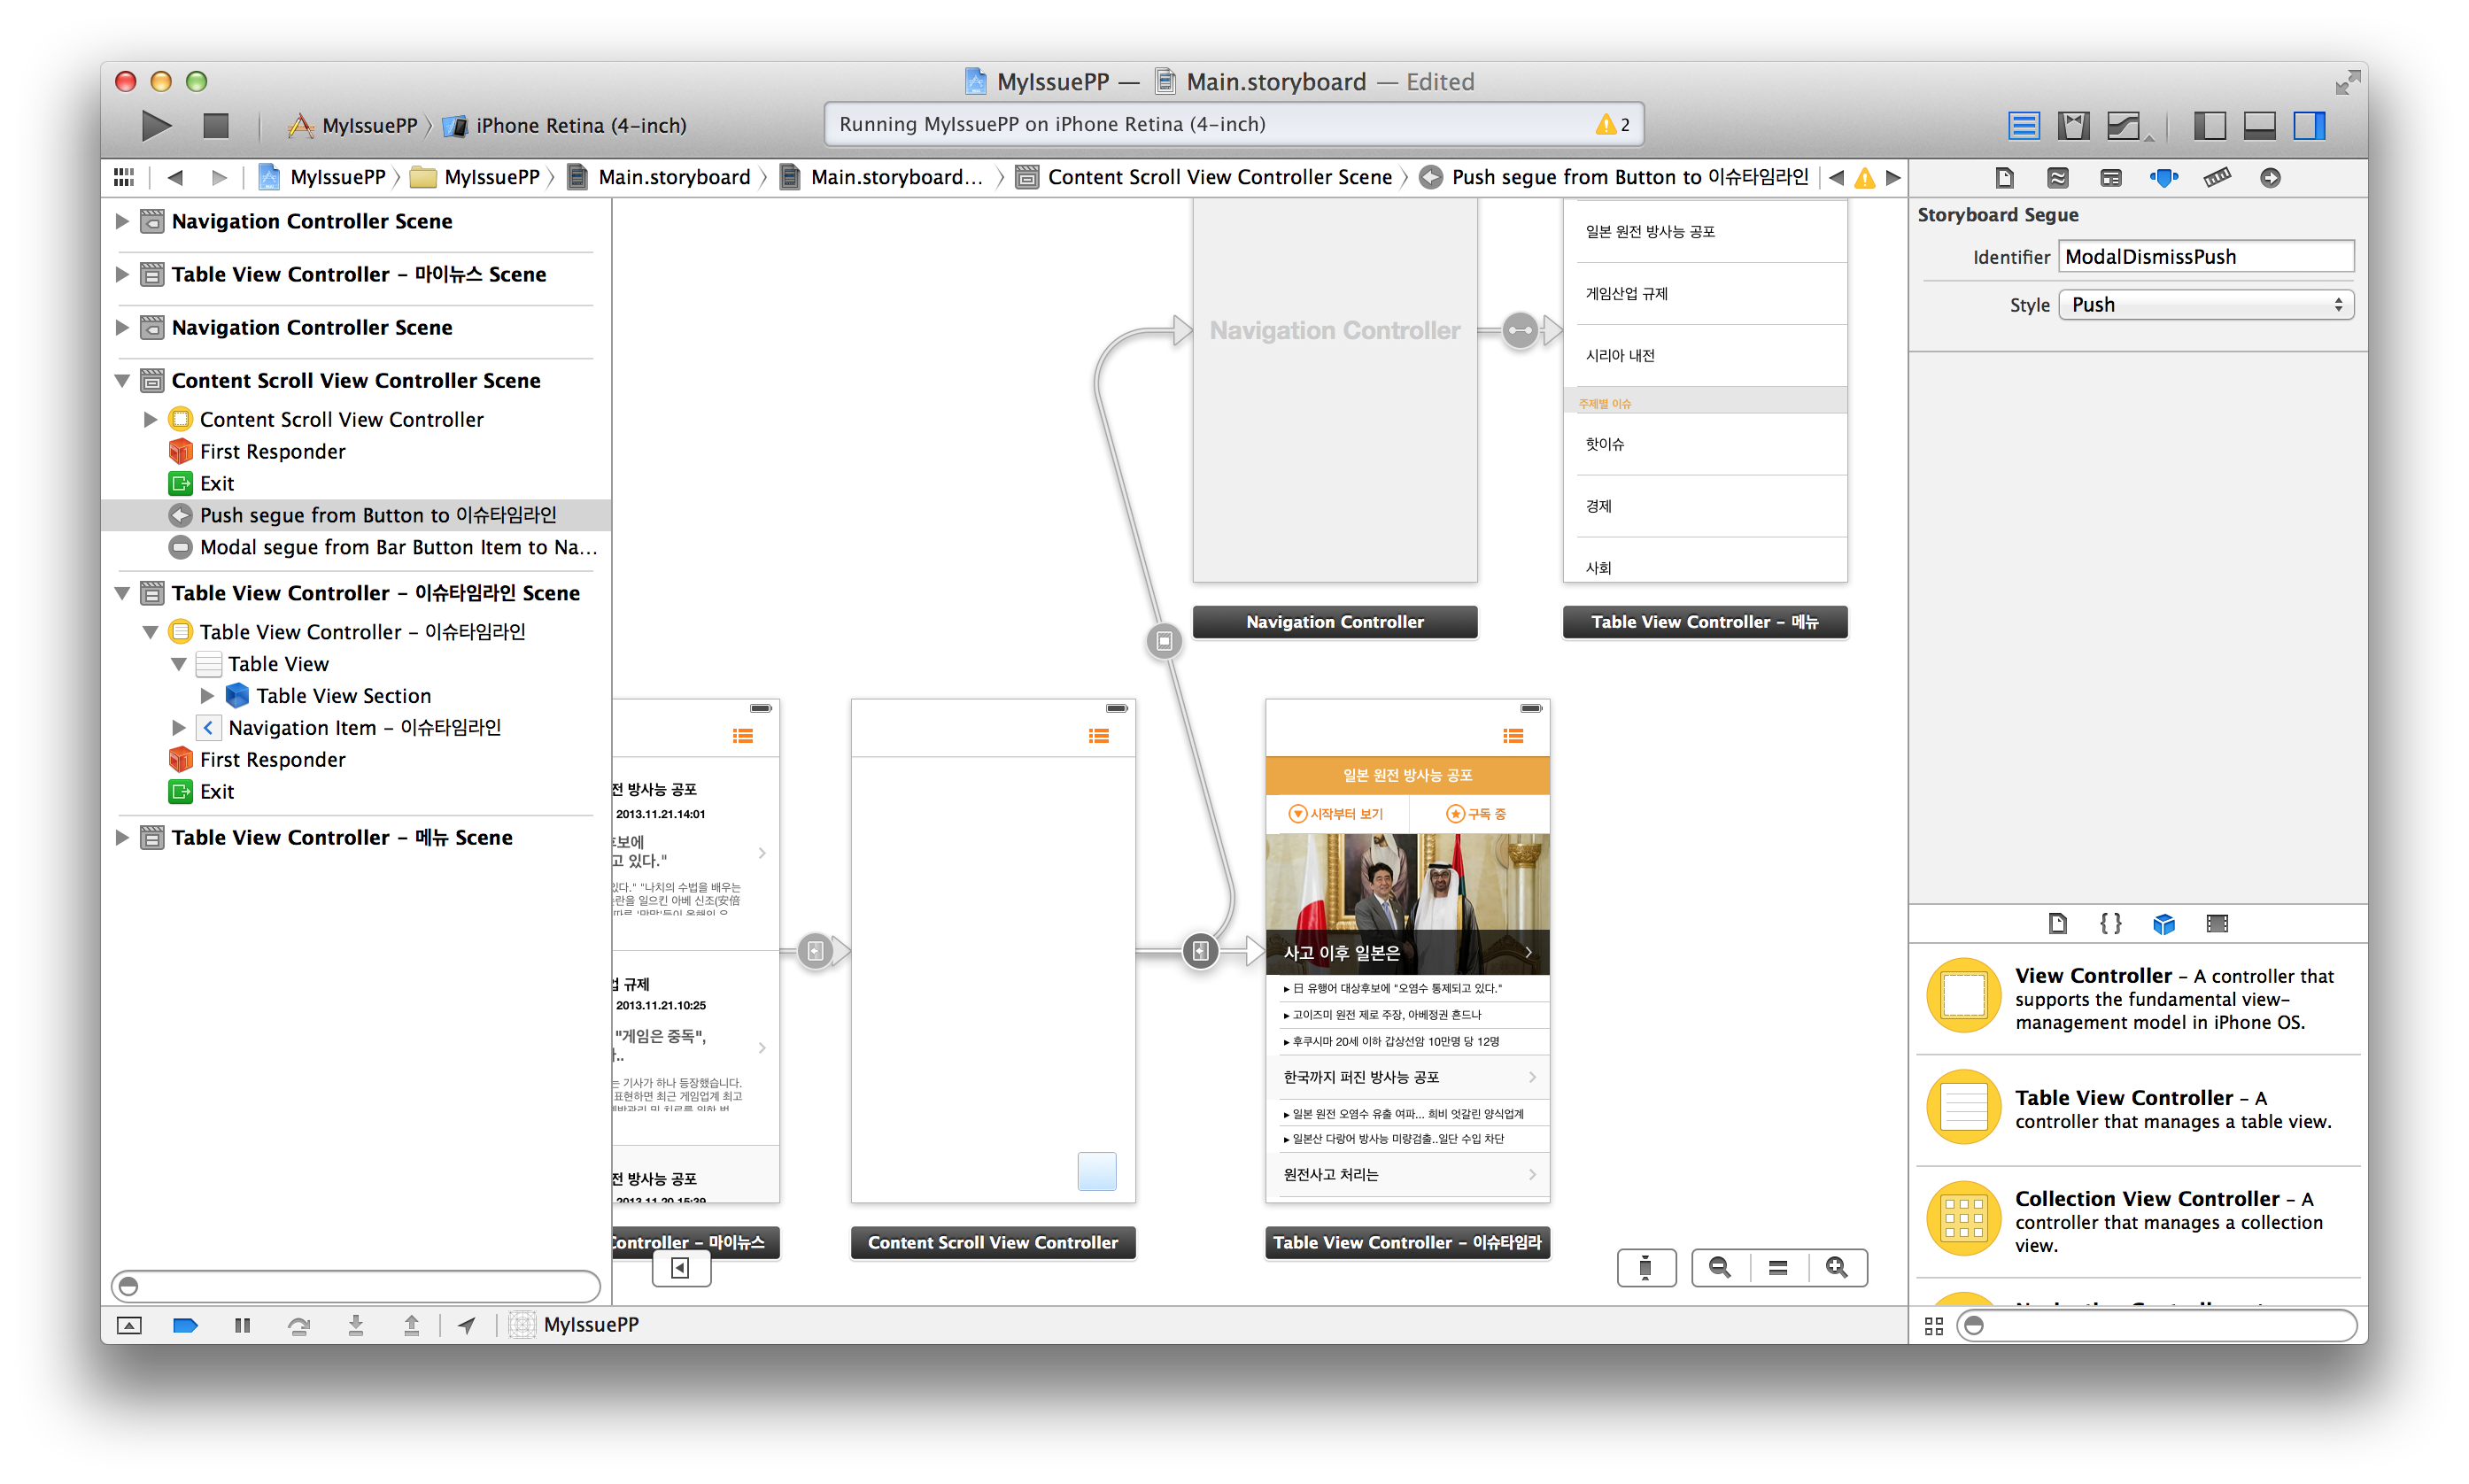 MyIssuePP — Main.storyboard — Edited
MyIssuePP iPhone Retina (4-inch)
Running MyIssuePP on iPhone Retina (4-inch)
2
MyIssuePP MyIssuePP Main.storyboard Main.storyboard... Content Scroll View Controller Scene Push segue from Button to 이슈타임라인
Navigation Controller Scene
Table View Controller – 마이뉴스 Scene
Navigation Controller Scene
Content Scroll View Controller Scene
Content Scroll View Controller
First Responder
Exit
Push segue from Button to 이슈타임라인
Modal segue from Bar Button Item to Na...
Table View Controller – 이슈타임라인 Scene
Table View Controller – 이슈타임라인
Table View
Table View Section
Navigation Item – 이슈타임라인
First Responder
Exit
Table View Controller – 메뉴 Scene
Navigation Controller
Navigation Controller
일본 원전 방사능 공포
게임산업 규제
시리아 내전
주제별 이슈
핫이슈
경제
사회
Table View Controller – 메뉴
전 방사능 공포
2013.11.21.14:01
후보에
고 있다."
있다." "나치의 수법을 배우는
논란을 일으킨 아베 신조(安倍
업 규제
2013.11.21.10:25
"게임은 중독",
는 기사가 하나 등장했습니다.
표현하면 최근 게임업계 최고
전 방사능 공포
2013.11.20.15:39
Controller – 마이뉴스
Content Scroll View Controller
일본 원전 방사능 공포
시작부터 보기
구독 중
사고 이후 일본은
▸ 日 유행어 대상후보에 "오염수 통제되고 있다."
▸ 고이즈미 원전 제로 주장, 아베정권 흔드나
▸ 후쿠시마 20세 이하 갑상선암 10만명 당 12명
한국까지 퍼진 방사능 공포
▸ 일본 원전 오염수 유출 여파... 희비 엇갈린 양식업계
▸ 일본산 다랑어 방사능 미량검출..일단 수입 차단
원전사고 처리는
Table View Controller – 이슈타임라
MyIssuePP
Storyboard Segue
Identifier ModalDismissPush
Style Push
View Controller – A controller that
supports the fundamental view-
management model in iPhone OS.
Table View Controller – A
controller that manages a table view.
Collection View Controller – A
controller that manages a collection
view.